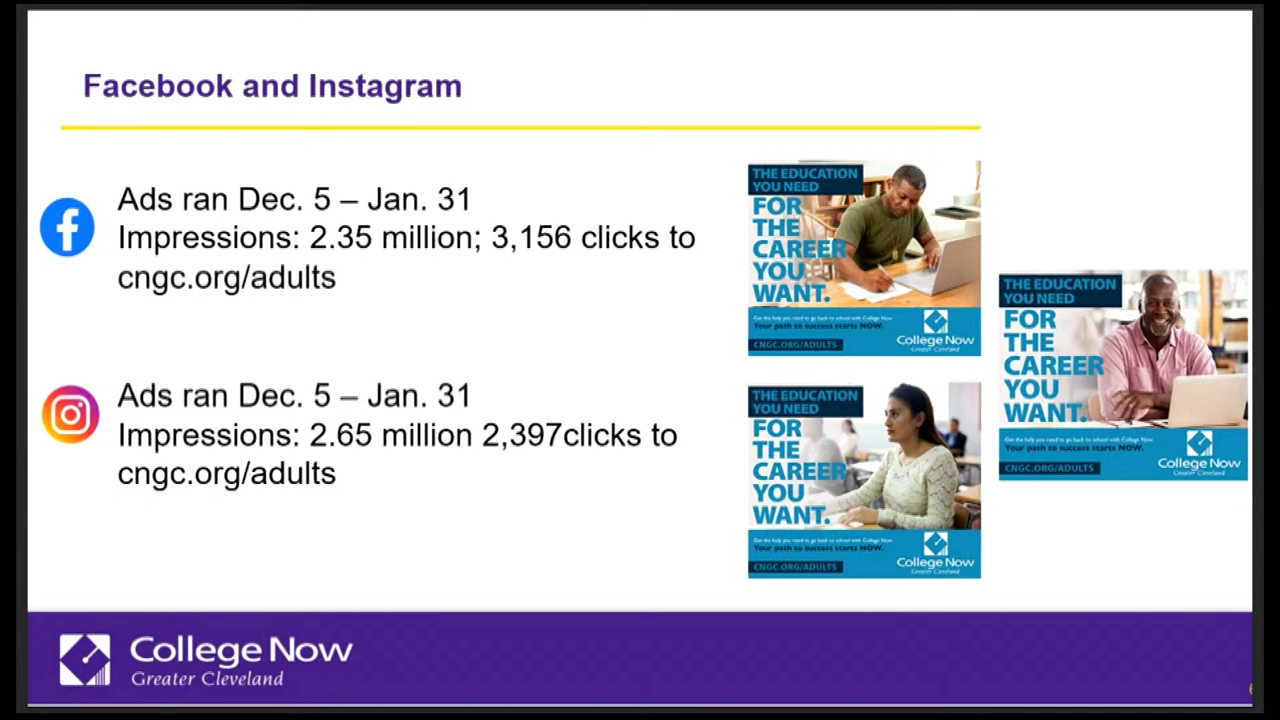 Facebook and Instagram
Ads ran Dec. 5 – Jan. 31
Impressions: 2.35 million; 3,156 clicks to
cngc.org/adults
Ads ran Dec. 5 – Jan. 31
Impressions: 2.65 million 2,397clicks to
cngc.org/adults
THE EDUCATION
YOU NEED
FOR
THE
CAREER
YOU
WANT.
Get the help you need to go back to school with College Now.
Your path to success starts NOW.
CNGC.ORG/ADULTS
College Now
Greater Cleveland
THE EDUCATION
YOU NEED
FOR
THE
CAREER
YOU
WANT.
Get the help you need to go back to school with College Now.
Your path to success starts NOW.
CNGC.ORG/ADULTS
College Now
Greater Cleveland
THE EDUCATION
YOU NEED
FOR
THE
CAREER
YOU
WANT.
Get the help you need to go back to school with College Now.
Your path to success starts NOW.
CNGC.ORG/ADULTS
College Now
Greater Cleveland
College Now
Greater Cleveland